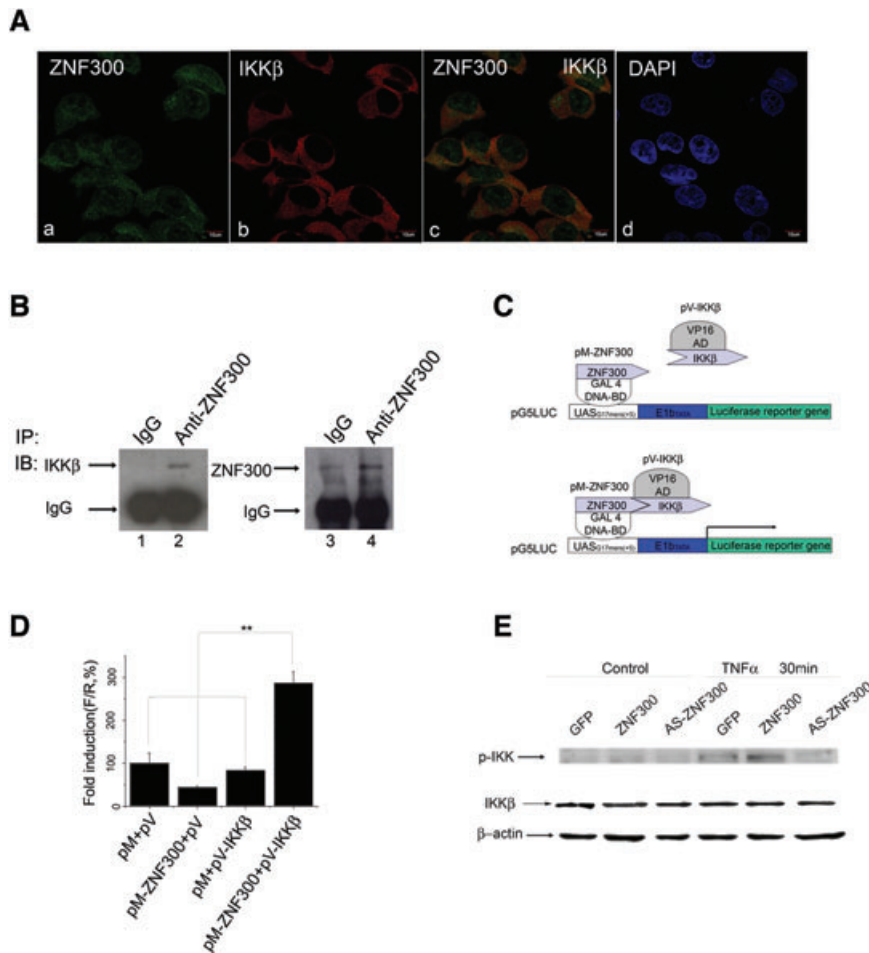 A
ZNF300
IKKβ
ZNF300 IKKβ
DAPI
a
b
c
d
B
IP:
IgG
Anti-ZNF300
IgG
Anti-ZNF300
IB: IKKβ
ZNF300
IgG
IgG
1 2
3 4
C
pV-IKKβ
VP16
AD
IKKβ
pM-ZNF300
ZNF300
GAL 4
DNA-BD
pG5LUC
Luciferase reporter gene
pV-IKKβ
VP16
AD
pM-ZNF300
ZNF300 IKKβ
GAL 4
DNA-BD
pG5LUC
Luciferase reporter gene
D
**
Fold induction(F/R,%)
300
200
100
0
pM+pV
pM-ZNF300+pV
pM+pV-IKKβ
pM-ZNF300+pV-IKKβ
E
Control
TNFα 30min
GFP
ZNF300
AS-ZNF300
GFP
ZNF300
AS-ZNF300
p-IKK
IKKβ
β–actin